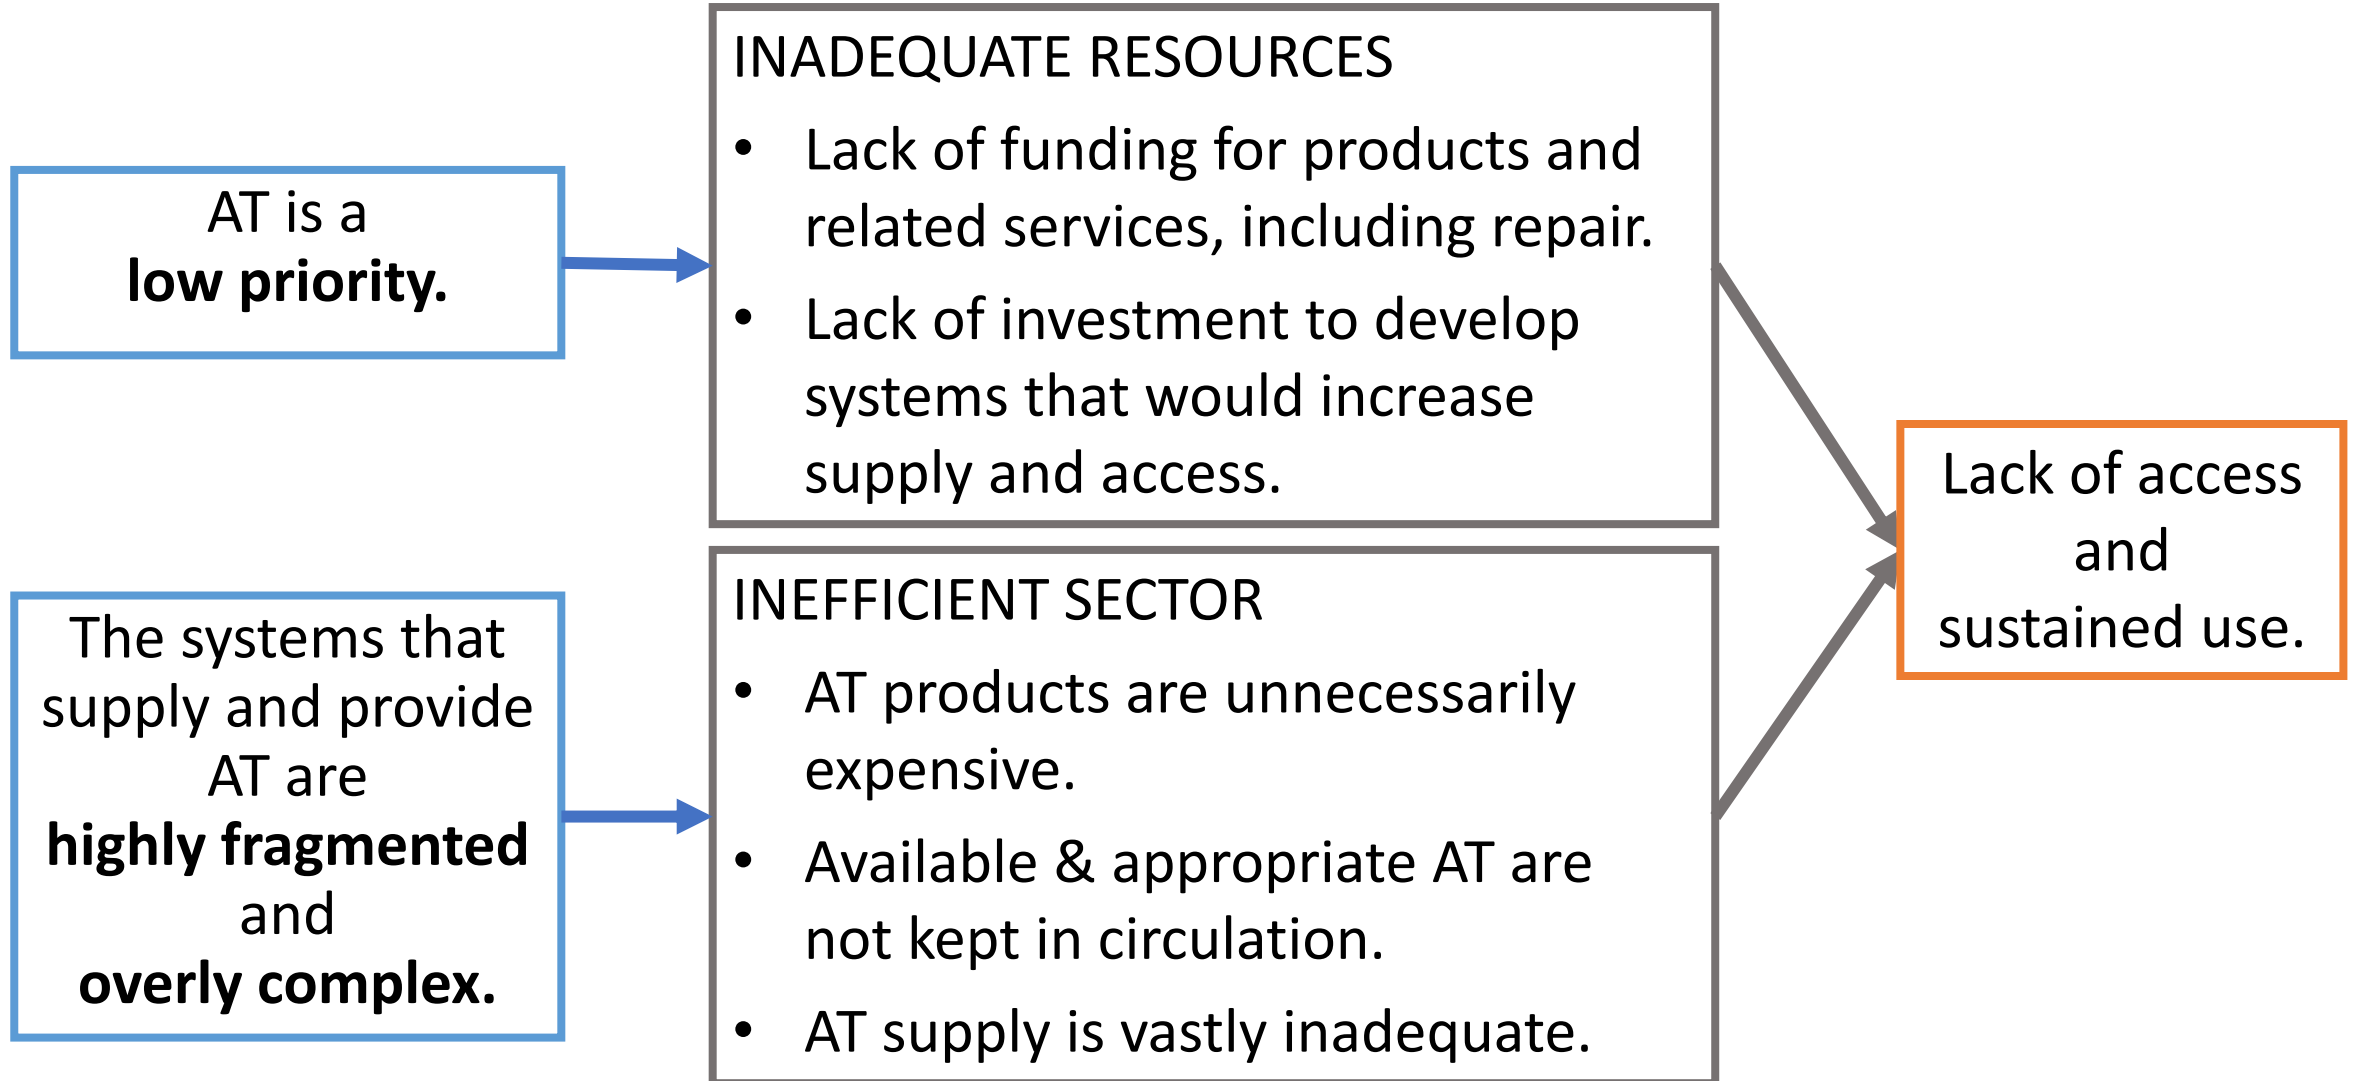 AT is a
low priority.
INADEQUATE RESOURCES
• Lack of funding for products and
related services, including repair.
• Lack of investment to develop
systems that would increase
supply and access.
The systems that
supply and provide
AT are
highly fragmented
and
overly complex.
INEFFICIENT SECTOR
• AT products are unnecessarily
expensive.
• Available & appropriate AT are
not kept in circulation.
• AT supply is vastly inadequate.
Lack of access
and
sustained use.